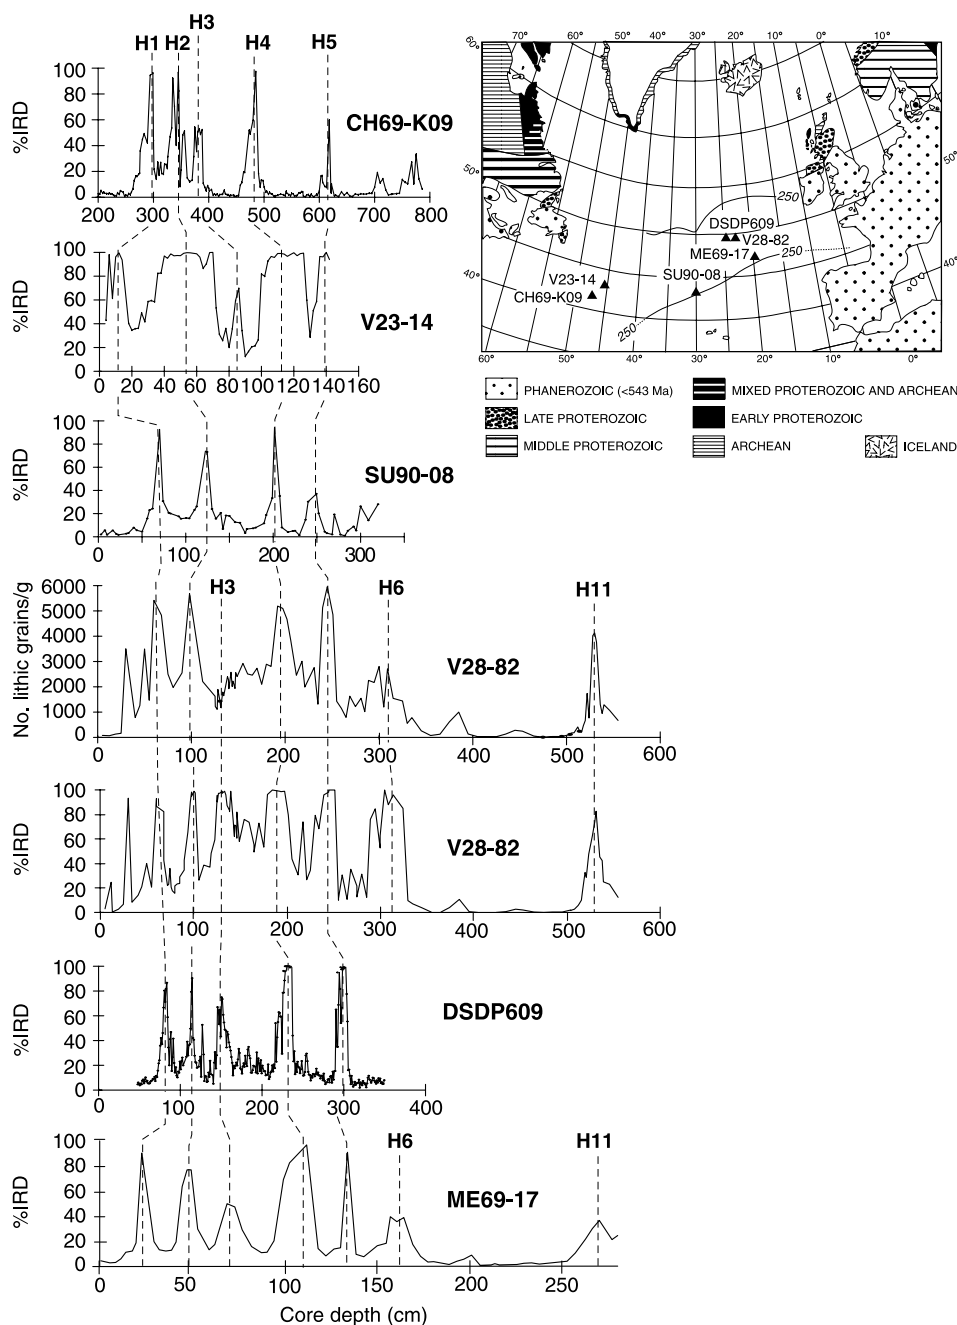 H1 H2 H3 H4 H5
%IRD
100
80
60
40
20
0
CH69-K09
200 300 400 500 600 700 800
%IRD
100
80
60
40
20
0
V23-14
0 20 40 60 80 100 120 140 160
%IRD
100
80
60
40
20
0
SU90-08
0 100 200 300
No. lithic grains/g
6000
5000
4000
3000
2000
1000
0
H3 H6 H11
V28-82
0 100 200 300 400 500 600
%IRD
100
80
60
40
20
0
V28-82
0 100 200 300 400 500 600
%IRD
100
80
60
40
20
0
DSDP609
0 100 200 300 400
%IRD
100
80
60
40
20
0
H6 H11
ME69-17
0 50 100 150 200 250
Core depth (cm)
60° 70° 60° 50° 40° 30° 20° 10° 0° 10°
50° 50°
40° 40°
250
DSDP609
V28-82
ME69-17
250
SU90-08
V23-14
CH69-K09
250
60° 50° 40° 30° 20° 10° 0°
PHANEROZOIC (<543 Ma) MIXED PROTEROZOIC AND ARCHEAN
LATE PROTEROZOIC EARLY PROTEROZOIC
MIDDLE PROTEROZOIC ARCHEAN ICELAND